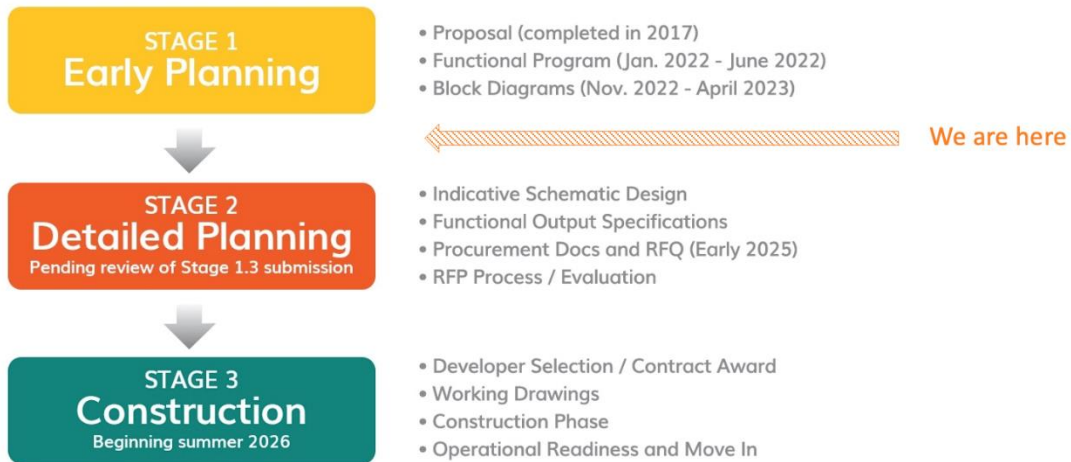 STAGE 1
Early Planning
• Proposal (completed in 2017)
• Functional Program (Jan. 2022 - June 2022)
• Block Diagrams (Nov. 2022 - April 2023)
We are here
STAGE 2
Detailed Planning
Pending review of Stage 1.3 submission
• Indicative Schematic Design
• Functional Output Specifications
• Procurement Docs and RFQ (Early 2025)
• RFP Process / Evaluation
STAGE 3
Construction
Beginning summer 2026
• Developer Selection / Contract Award
• Working Drawings
• Construction Phase
• Operational Readiness and Move In